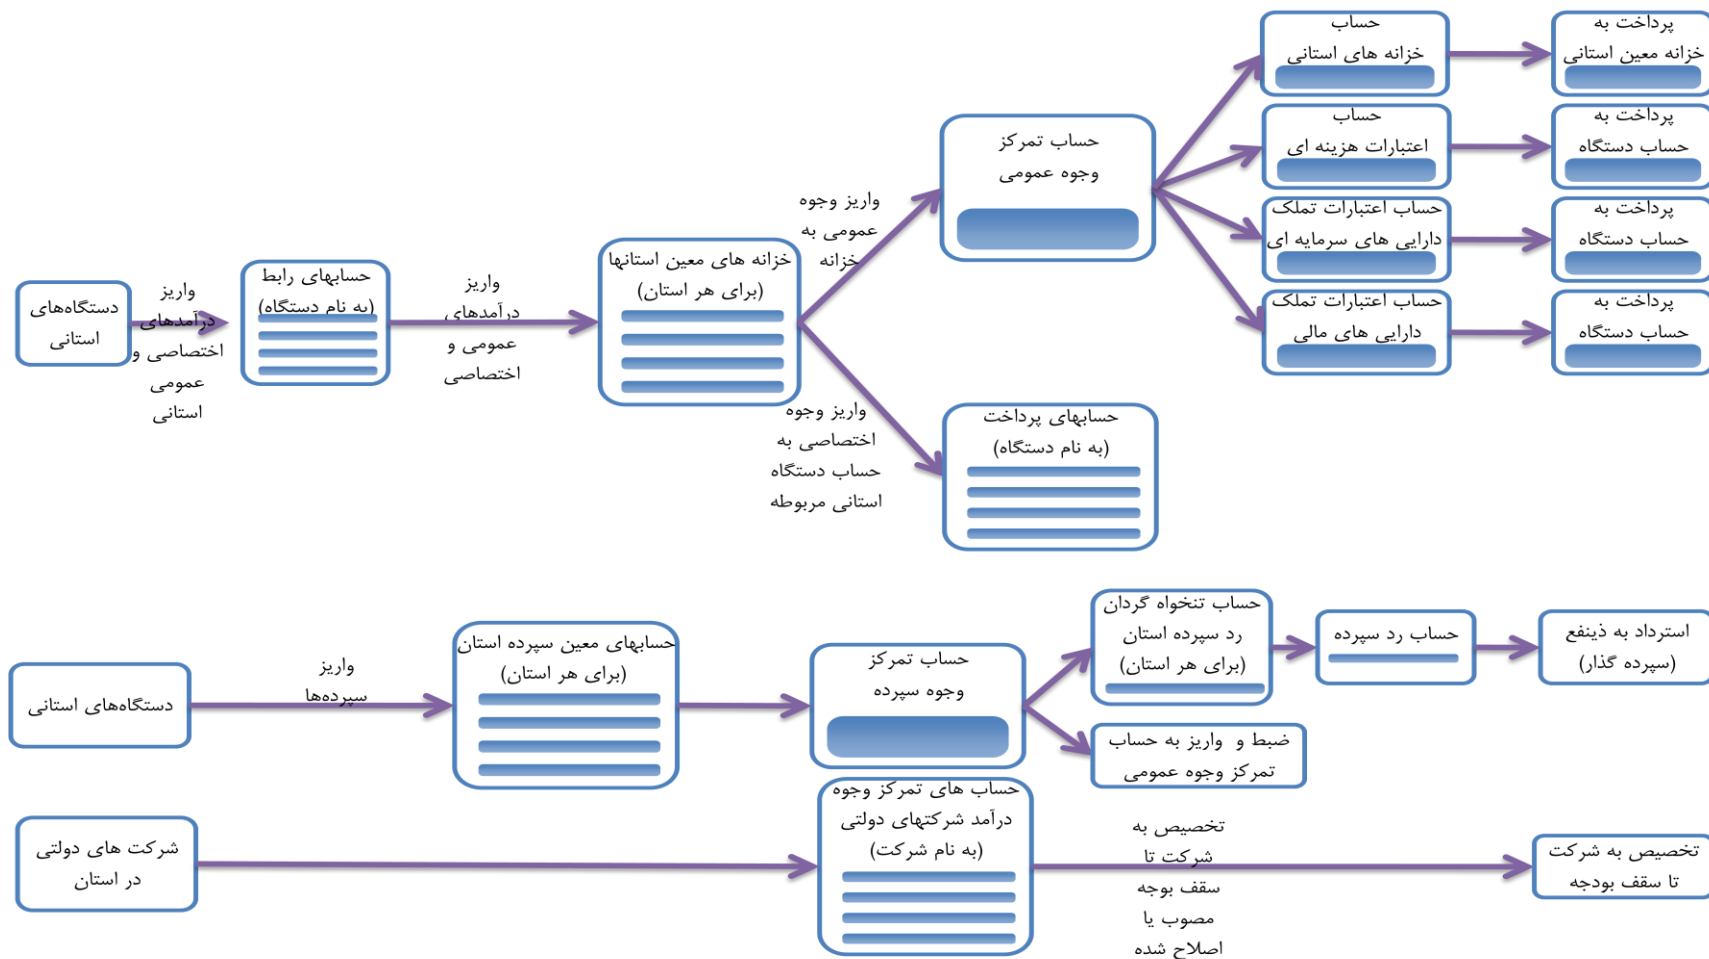 دستگاه‌های
استانی
واریز
درآمدهای
اختصاصی و
عمومی
استانی
حسابهای رابط
(به نام دستگاه)
واریز
درآمدهای
عمومی و
اختصاصی
خزانه های معین استانها
(برای هر استان)
واریز وجوه
عمومی به
خزانه
واریز وجوه
اختصاصی به
حساب دستگاه
استانی مربوطه
حساب تمرکز
وجوه عمومی
حسابهای پرداخت
(به نام دستگاه)
حساب
خزانه های استانی
پرداخت به
خزانه معین استانی
حساب
اعتبارات هزینه ای
پرداخت به
حساب دستگاه
حساب اعتبارات تملک
دارایی های سرمایه ای
پرداخت به
حساب دستگاه
حساب اعتبارات تملک
دارایی های مالی
پرداخت به
حساب دستگاه
دستگاه‌های استانی
واریز
سپرده‌ها
حسابهای معین سپرده استان
(برای هر استان)
حساب تمرکز
وجوه سپرده
حساب تنخواه گردان
رد سپرده استان
(برای هر استان)
حساب رد سپرده
استرداد به ذینفع
(سپرده گذار)
ضبط و واریز به حساب
تمرکز وجوه عمومی
شرکت های دولتی
در استان
حساب های تمرکز وجوه
درآمد شرکتهای دولتی
(به نام شرکت)
تخصیص به
شرکت تا
سقف بوجه
مصوب یا
اصلاح شده
تخصیص به شرکت
تا سقف بودجه